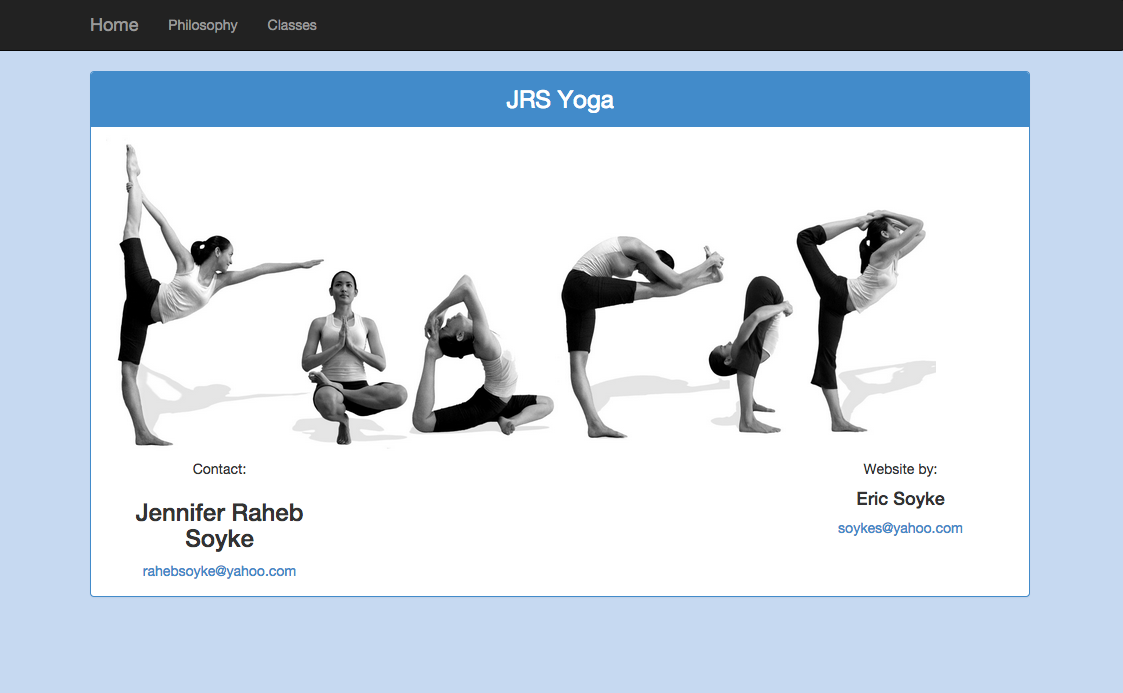 Home Philosophy Classes
JRS Yoga
Contact:
Jennifer Raheb
Soyke
rahebsoyke@yahoo.com
Website by:
Eric Soyke
soykes@yahoo.com